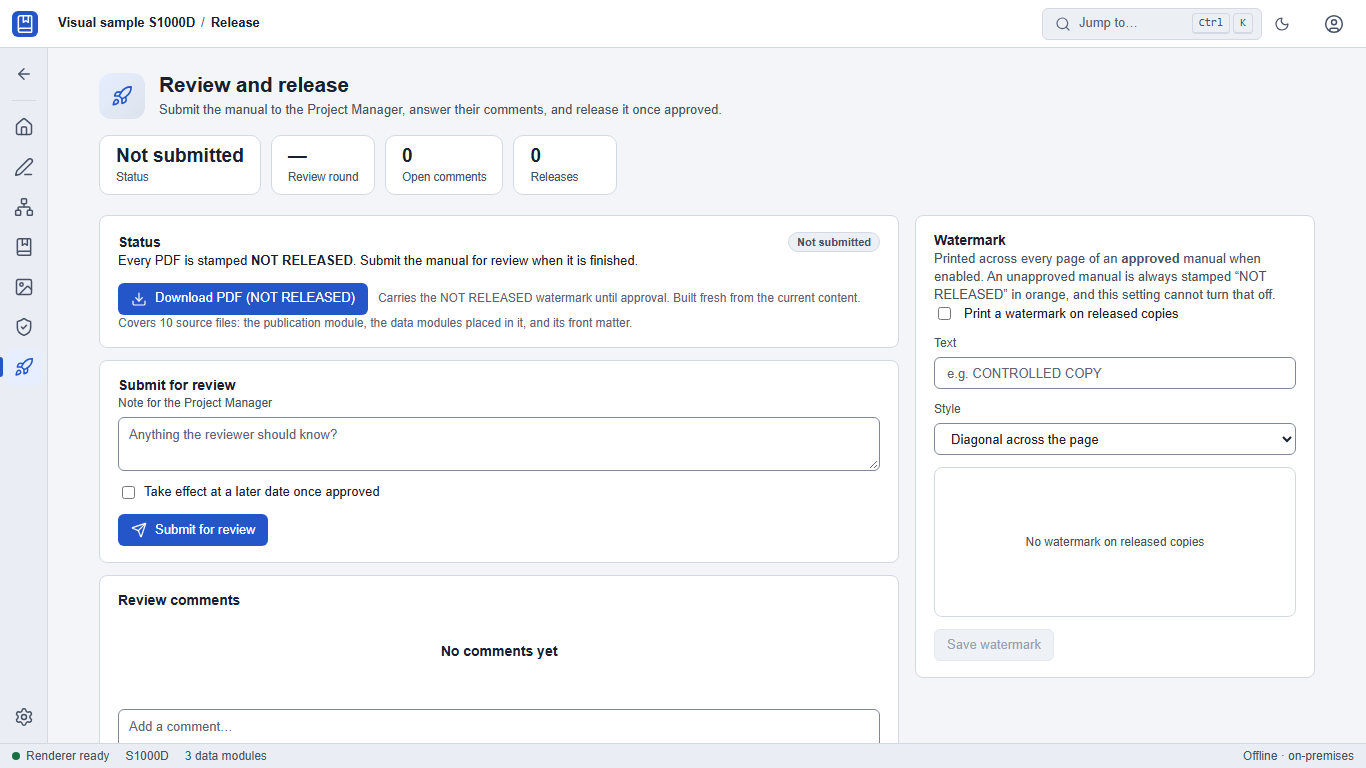 Visual sample S1000D / Release
Jump to… Ctrl K
Review and release
Submit the manual to the Project Manager, answer their comments, and release it once approved.
Not submitted
Status
—
Review round
0
Open comments
0
Releases
Status
Not submitted
Every PDF is stamped NOT RELEASED. Submit the manual for review when it is finished.
Download PDF (NOT RELEASED)
Carries the NOT RELEASED watermark until approval. Built fresh from the current content.
Covers 10 source files: the publication module, the data modules placed in it, and its front matter.
Submit for review
Note for the Project Manager
Anything the reviewer should know?
Take effect at a later date once approved
Submit for review
Review comments
No comments yet
Add a comment…
Watermark
Printed across every page of an approved manual when
enabled. An unapproved manual is always stamped “NOT
RELEASED” in orange, and this setting cannot turn that off.
Print a watermark on released copies
Text
e.g. CONTROLLED COPY
Style
Diagonal across the page
No watermark on released copies
Save watermark
Renderer ready S1000D 3 data modules
Offline · on-premises